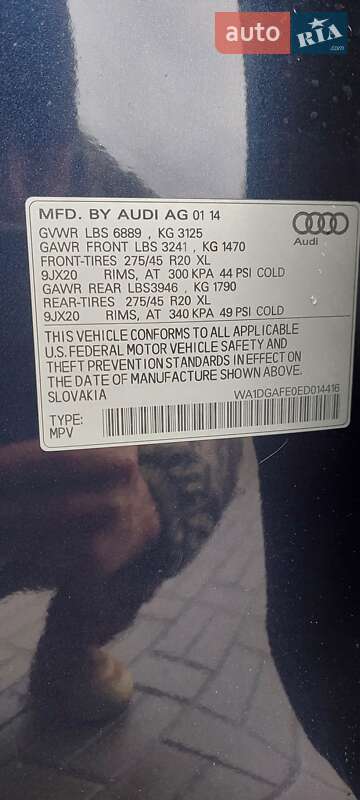 auto RIA
.com
MFD. BY AUDI AG 01 14
GVWR LBS 6889 , KG 3125
GAWR FRONT LBS 3241 , KG 1470
FRONT-TIRES 275/45 R20 XL
9JX20 RIMS, AT 300 KPA 44 PSI COLD
GAWR REAR LBS3946 , KG 1790
REAR-TIRES 275/45 R20 XL
9JX20 RIMS, AT 340 KPA 49 PSI COLD
Audi
THIS VEHICLE CONFORMS TO ALL APPLICABLE
U.S. FEDERAL MOTOR VEHICLE SAFETY AND
THEFT PREVENTION STANDARDS IN EFFECT ON
THE DATE OF MANUFACTURE SHOWN ABOVE.
SLOVAKIA
WA1DGAFE0ED014416
TYPE:
MPV